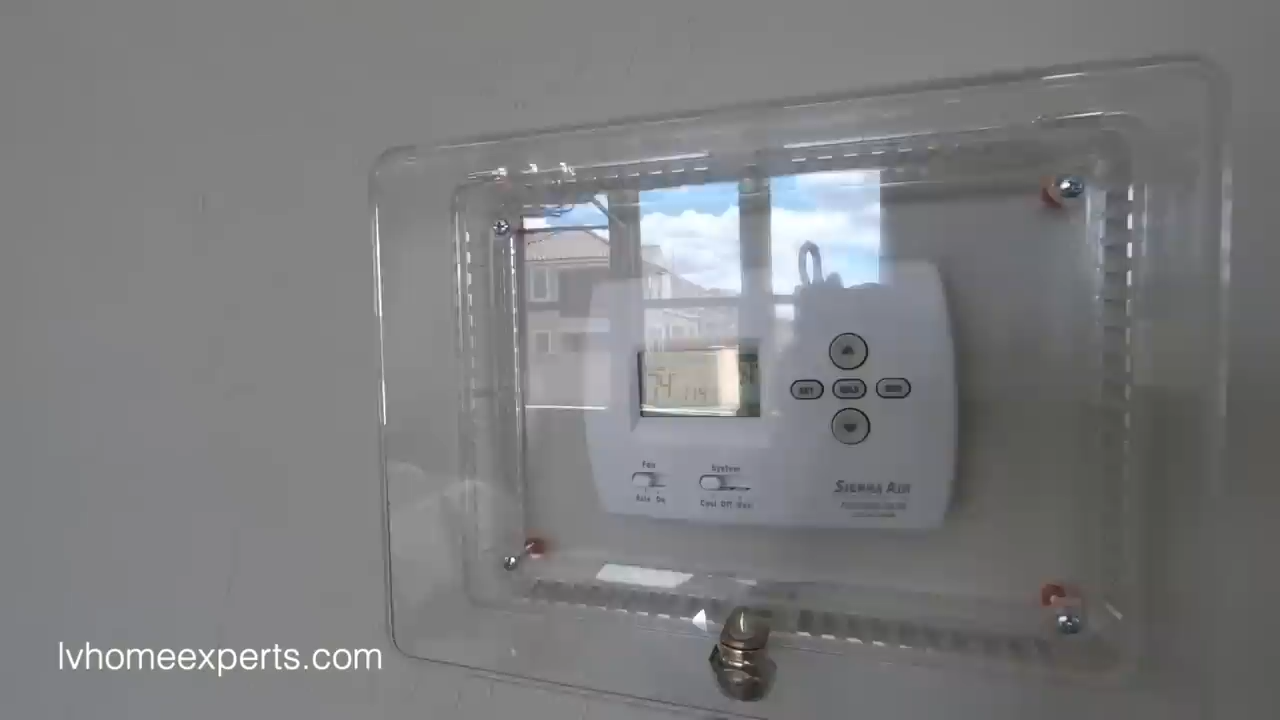 74
SET
HOLD
RUN
Fan
Auto On
System
Cool Off Heat
SIERRA AIR
lvhomeexperts.com